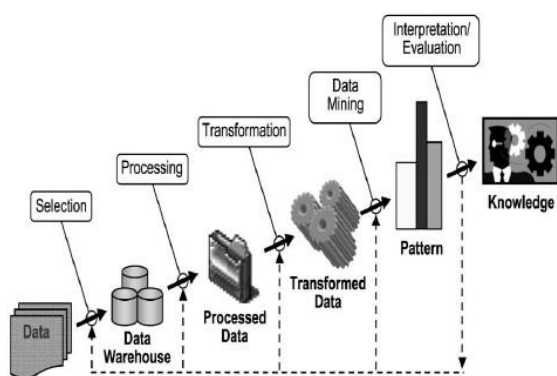 Interpretation/
Evaluation
Data
Mining
Transformation
Processing
Selection
Knowledge
Pattern
Transformed
Data
Processed
Data
Data
Warehouse
Data